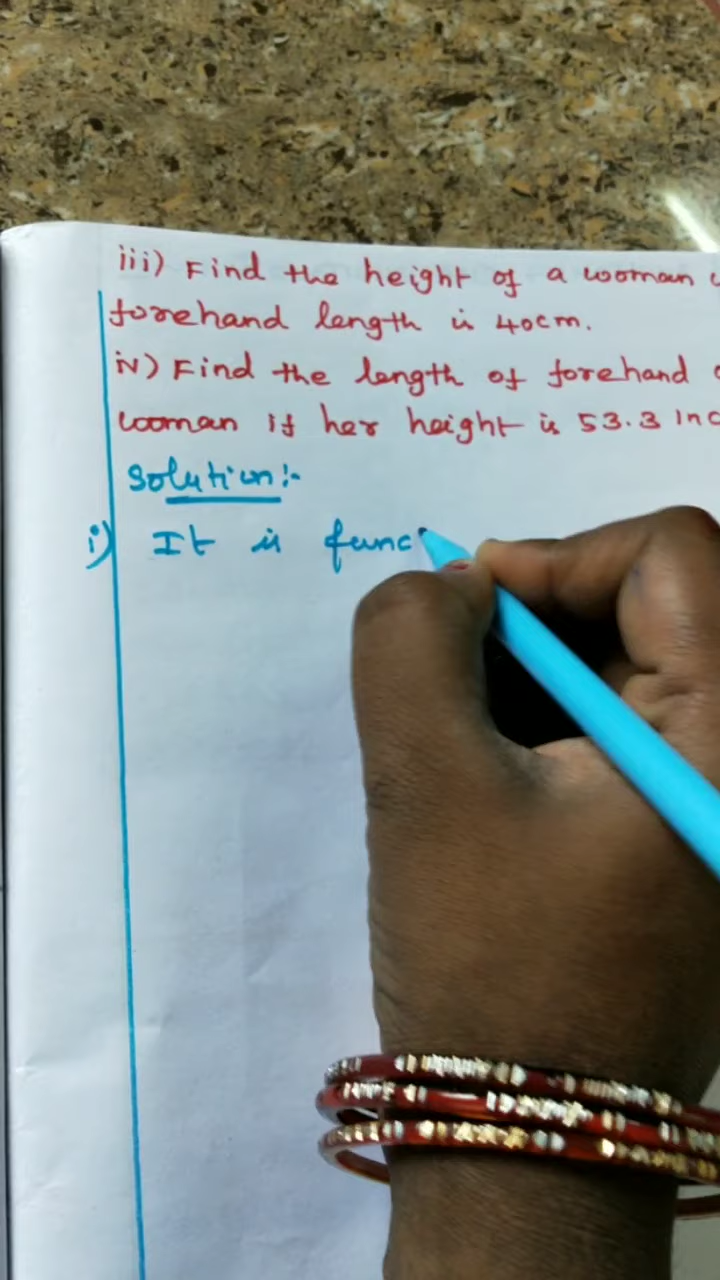 iii) Find the height of a woman
forehand length is 40cm.
iv) Find the length of forehand
woman if her height is 53.3 inc
Solution:-
i) It is func